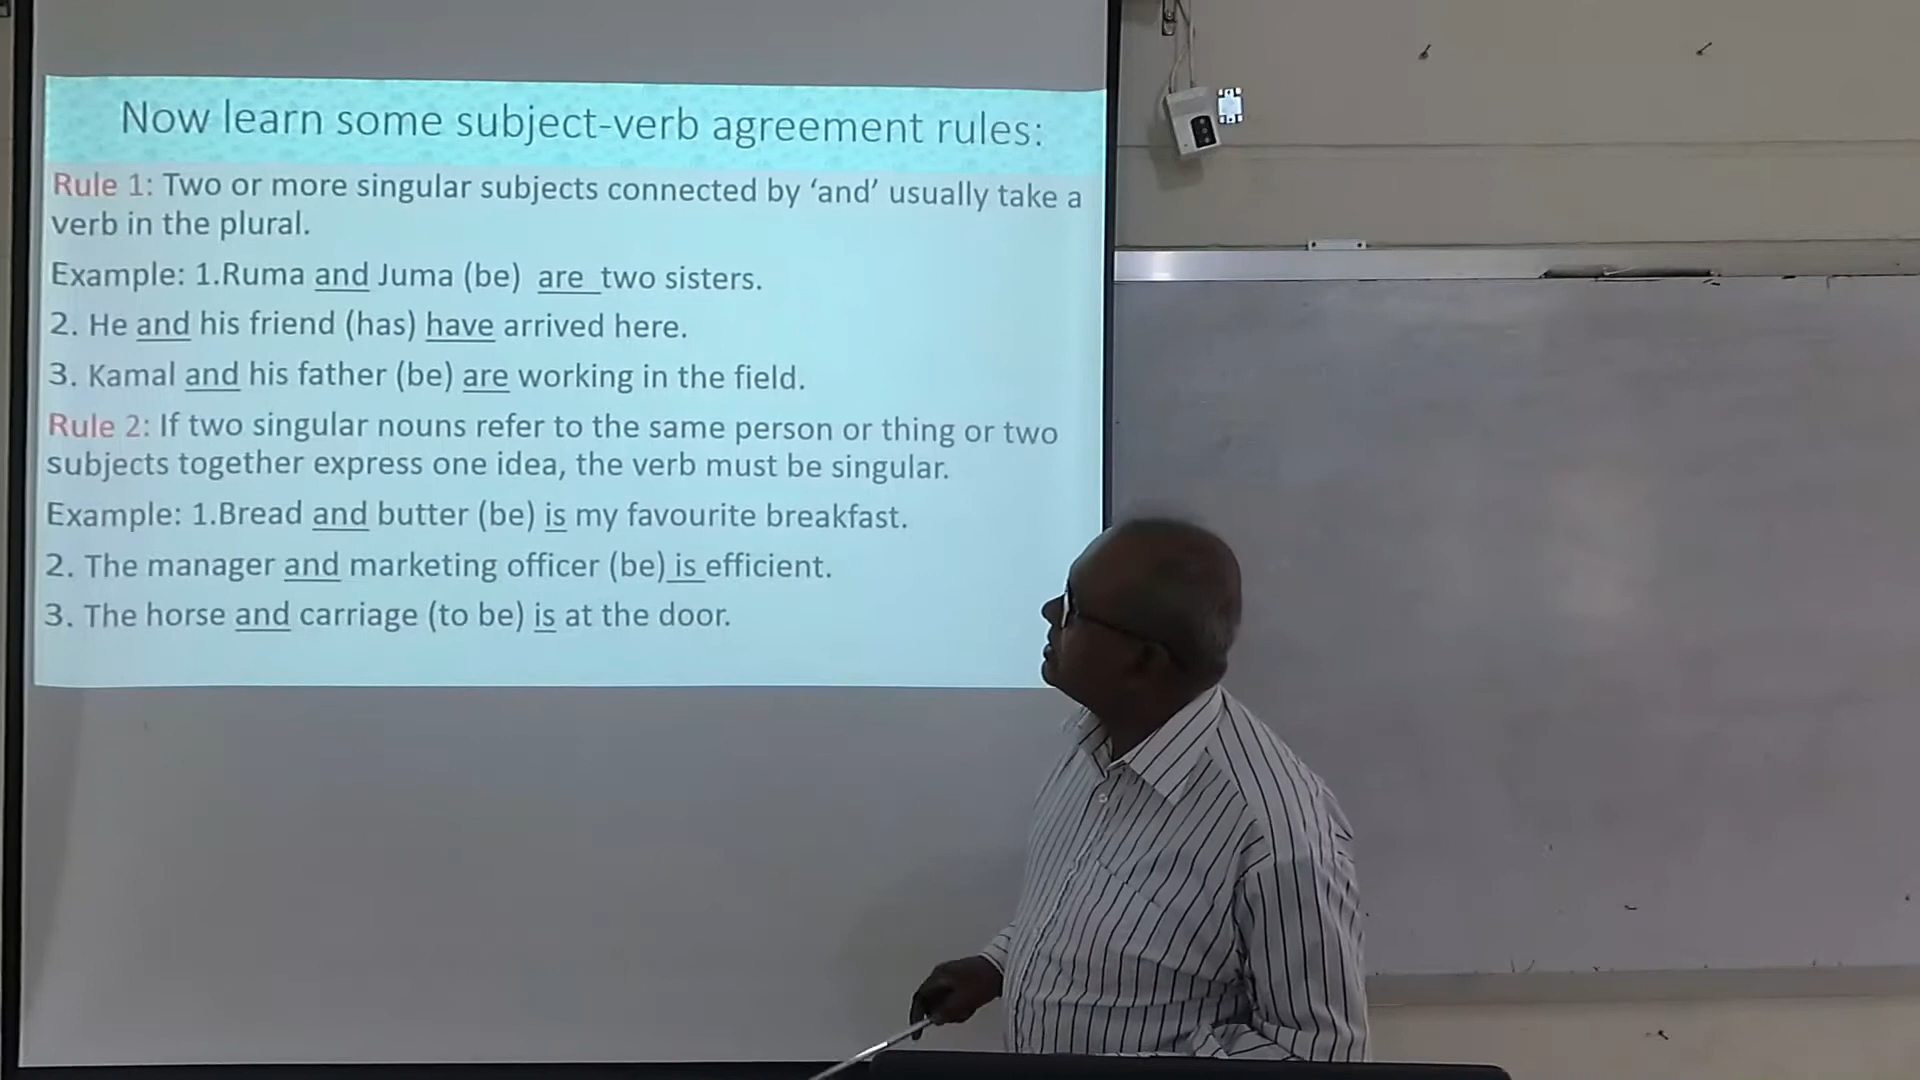 Now learn some subject-verb agreement rules:
Rule 1: Two or more singular subjects connected by ‘and’ usually take a
verb in the plural.
Example: 1.Ruma and Juma (be) are two sisters.
2. He and his friend (has) have arrived here.
3. Kamal and his father (be) are working in the field.
Rule 2: If two singular nouns refer to the same person or thing or two
subjects together express one idea, the verb must be singular.
Example: 1.Bread and butter (be) is my favourite breakfast.
2. The manager and marketing officer (be) is efficient.
3. The horse and carriage (to be) is at the door.